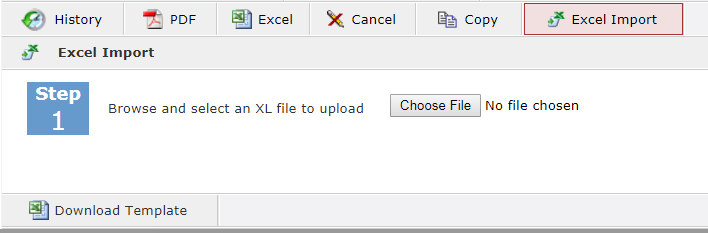 History PDF Excel Cancel Copy Excel Import
Excel Import
Step
1
Browse and select an XL file to upload Choose File No file chosen
Download Template